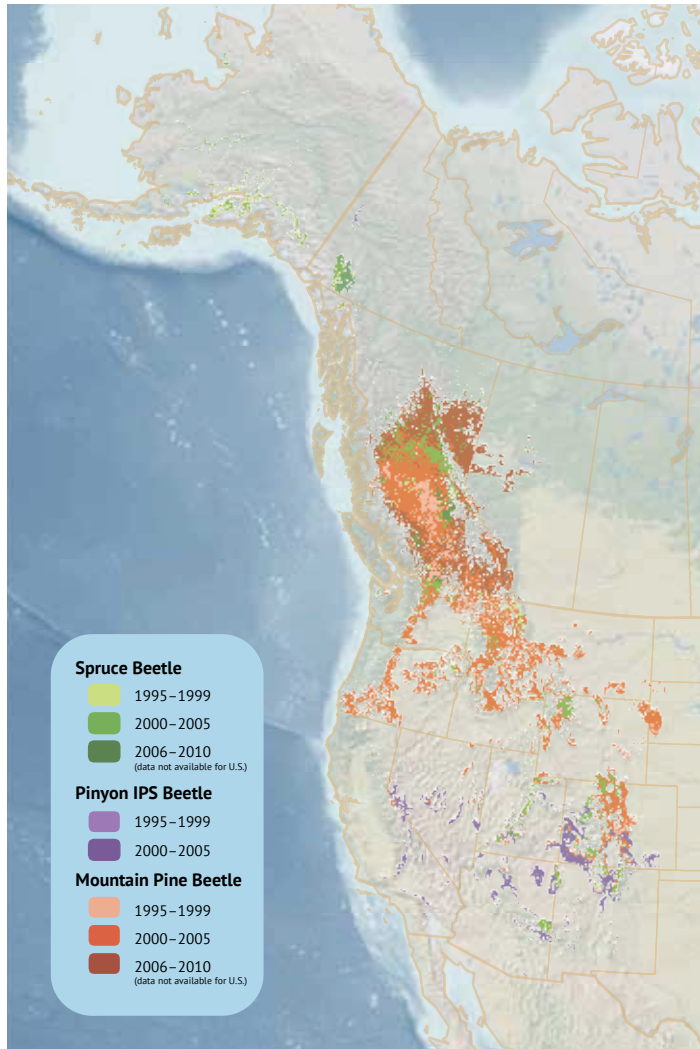 Spruce Beetle
1995–1999
2000–2005
2006–2010
(data not available for U.S.)
Pinyon IPS Beetle
1995–1999
2000–2005
Mountain Pine Beetle
1995–1999
2000–2005
2006–2010
(data not available for U.S.)